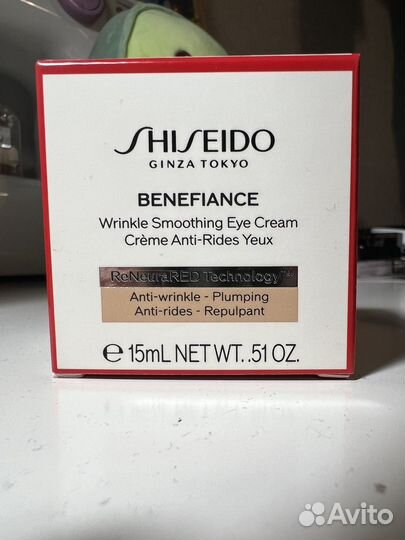 SHISEIDO
GINZA TOKYO
BENEFIANCE
Wrinkle Smoothing Eye Cream
Crème Anti-Rides Yeux
ReNeuraRED Technology™
Anti-wrinkle - Plumping
Anti-rides - Repulpant
℮ 15mL NET WT. .51 OZ.
Avito